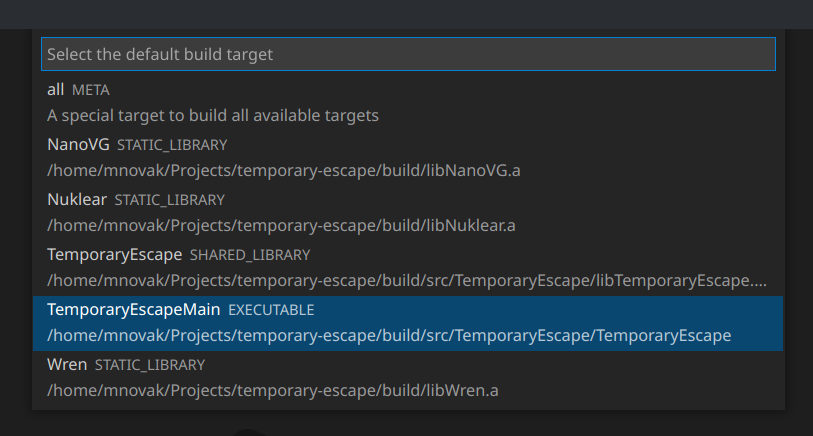 Select the default build target
all META
A special target to build all available targets
NanoVG STATIC_LIBRARY
/home/mnovak/Projects/temporary-escape/build/libNanoVG.a
Nuklear STATIC_LIBRARY
/home/mnovak/Projects/temporary-escape/build/libNuklear.a
TemporaryEscape SHARED_LIBRARY
/home/mnovak/Projects/temporary-escape/build/src/TemporaryEscape/libTemporaryEscape....
TemporaryEscapeMain EXECUTABLE
/home/mnovak/Projects/temporary-escape/build/src/TemporaryEscape/TemporaryEscape
Wren STATIC_LIBRARY
/home/mnovak/Projects/temporary-escape/build/libWren.a